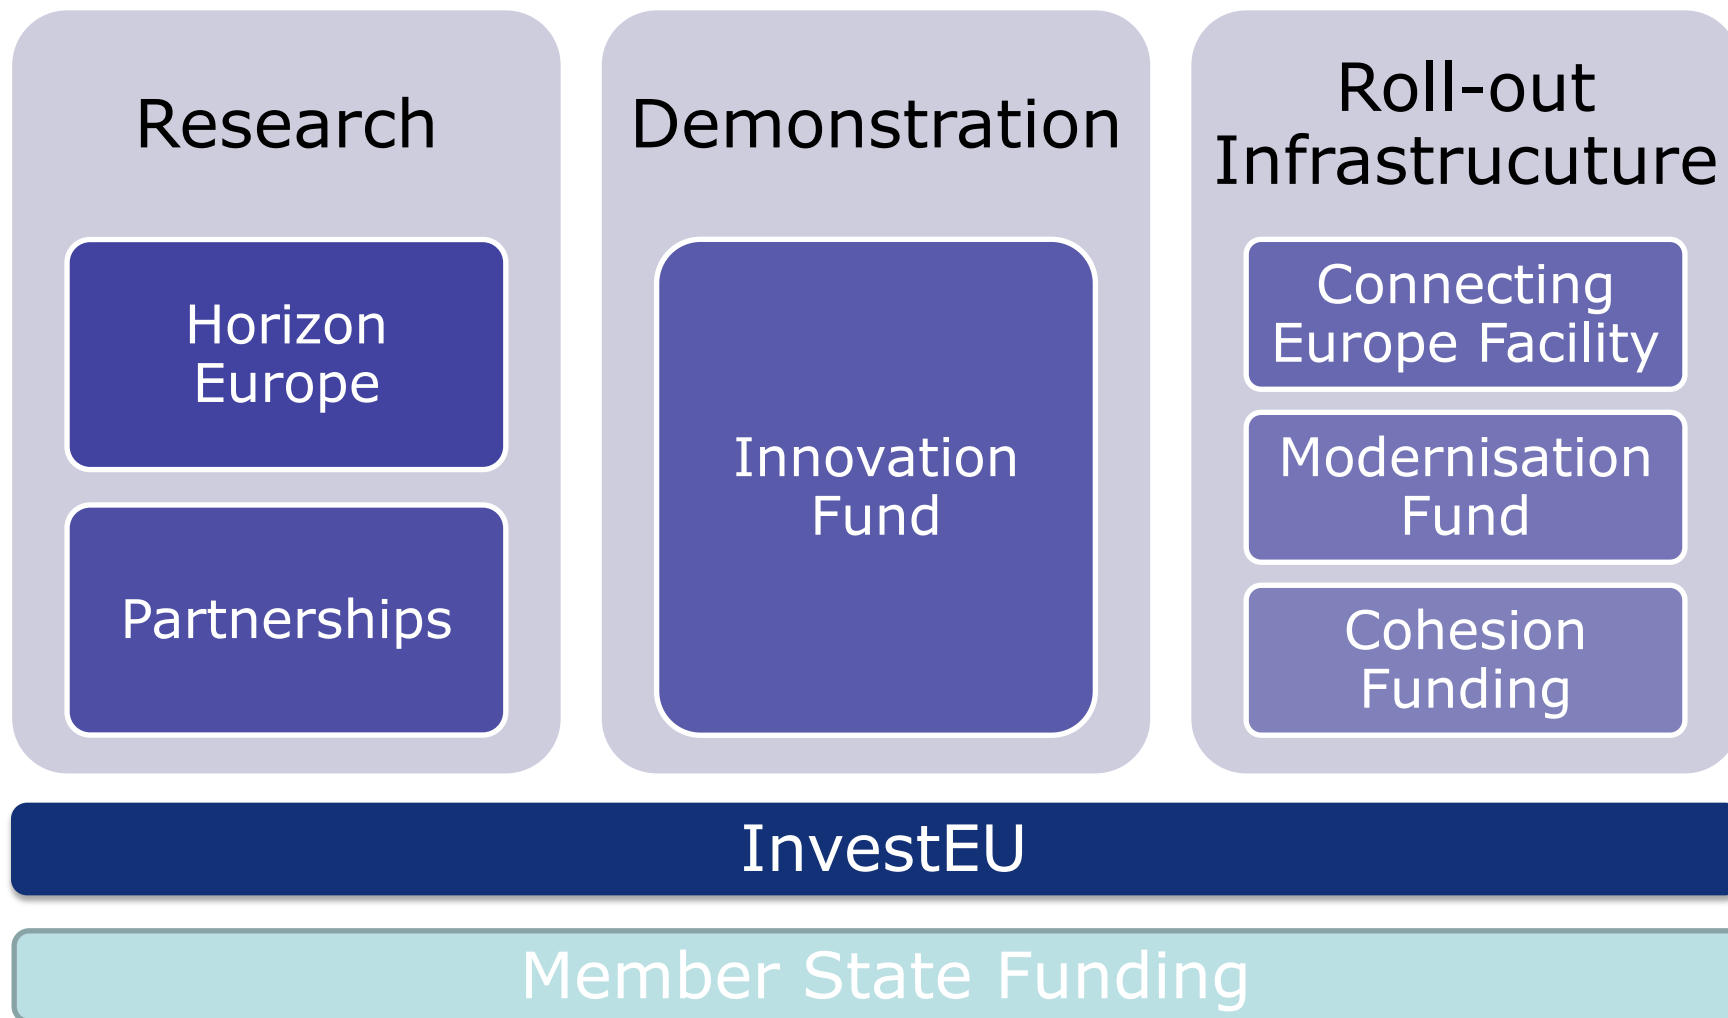 Research
Horizon
Europe
Partnerships
Demonstration
Innovation
Fund
Roll-out
Infrastrucuture
Connecting
Europe Facility
Modernisation
Fund
Cohesion
Funding
InvestEU
Member State Funding